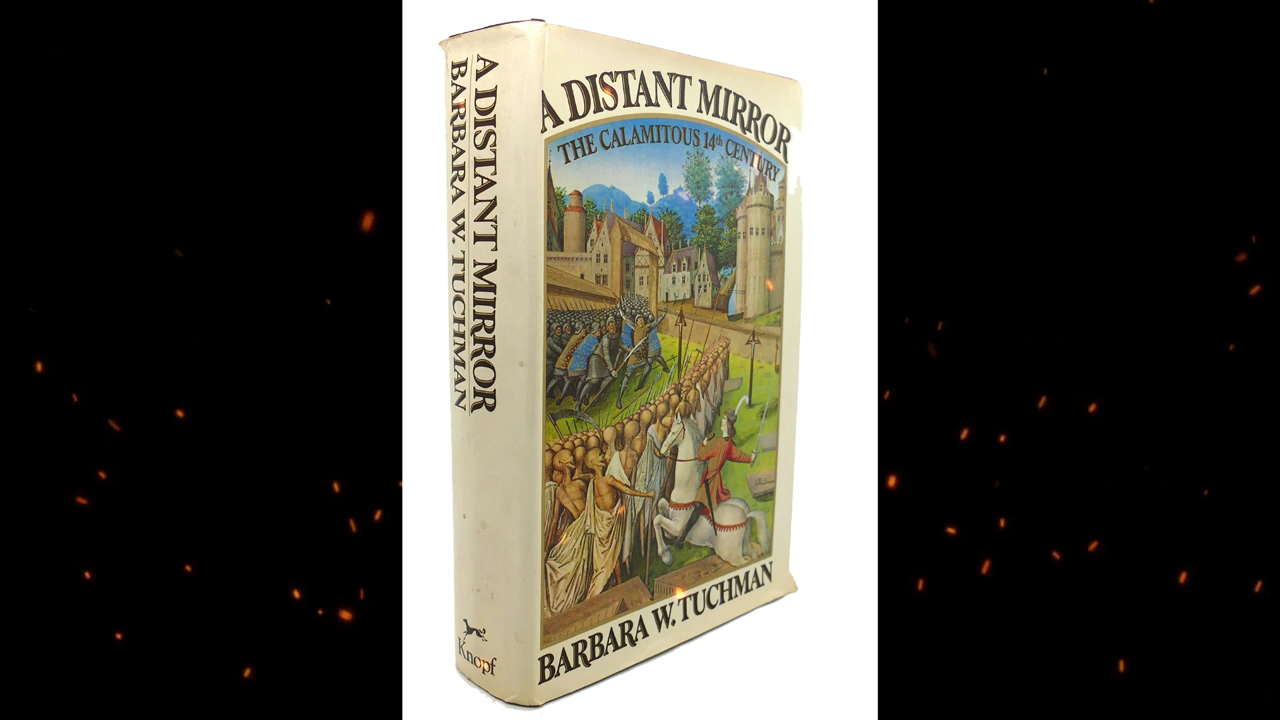 A DISTANT MIRROR
BARBARA W. TUCHMAN
Knopf
A DISTANT MIRROR
THE CALAMITOUS 14th CENTURY
BARBARA W. TUCHMAN